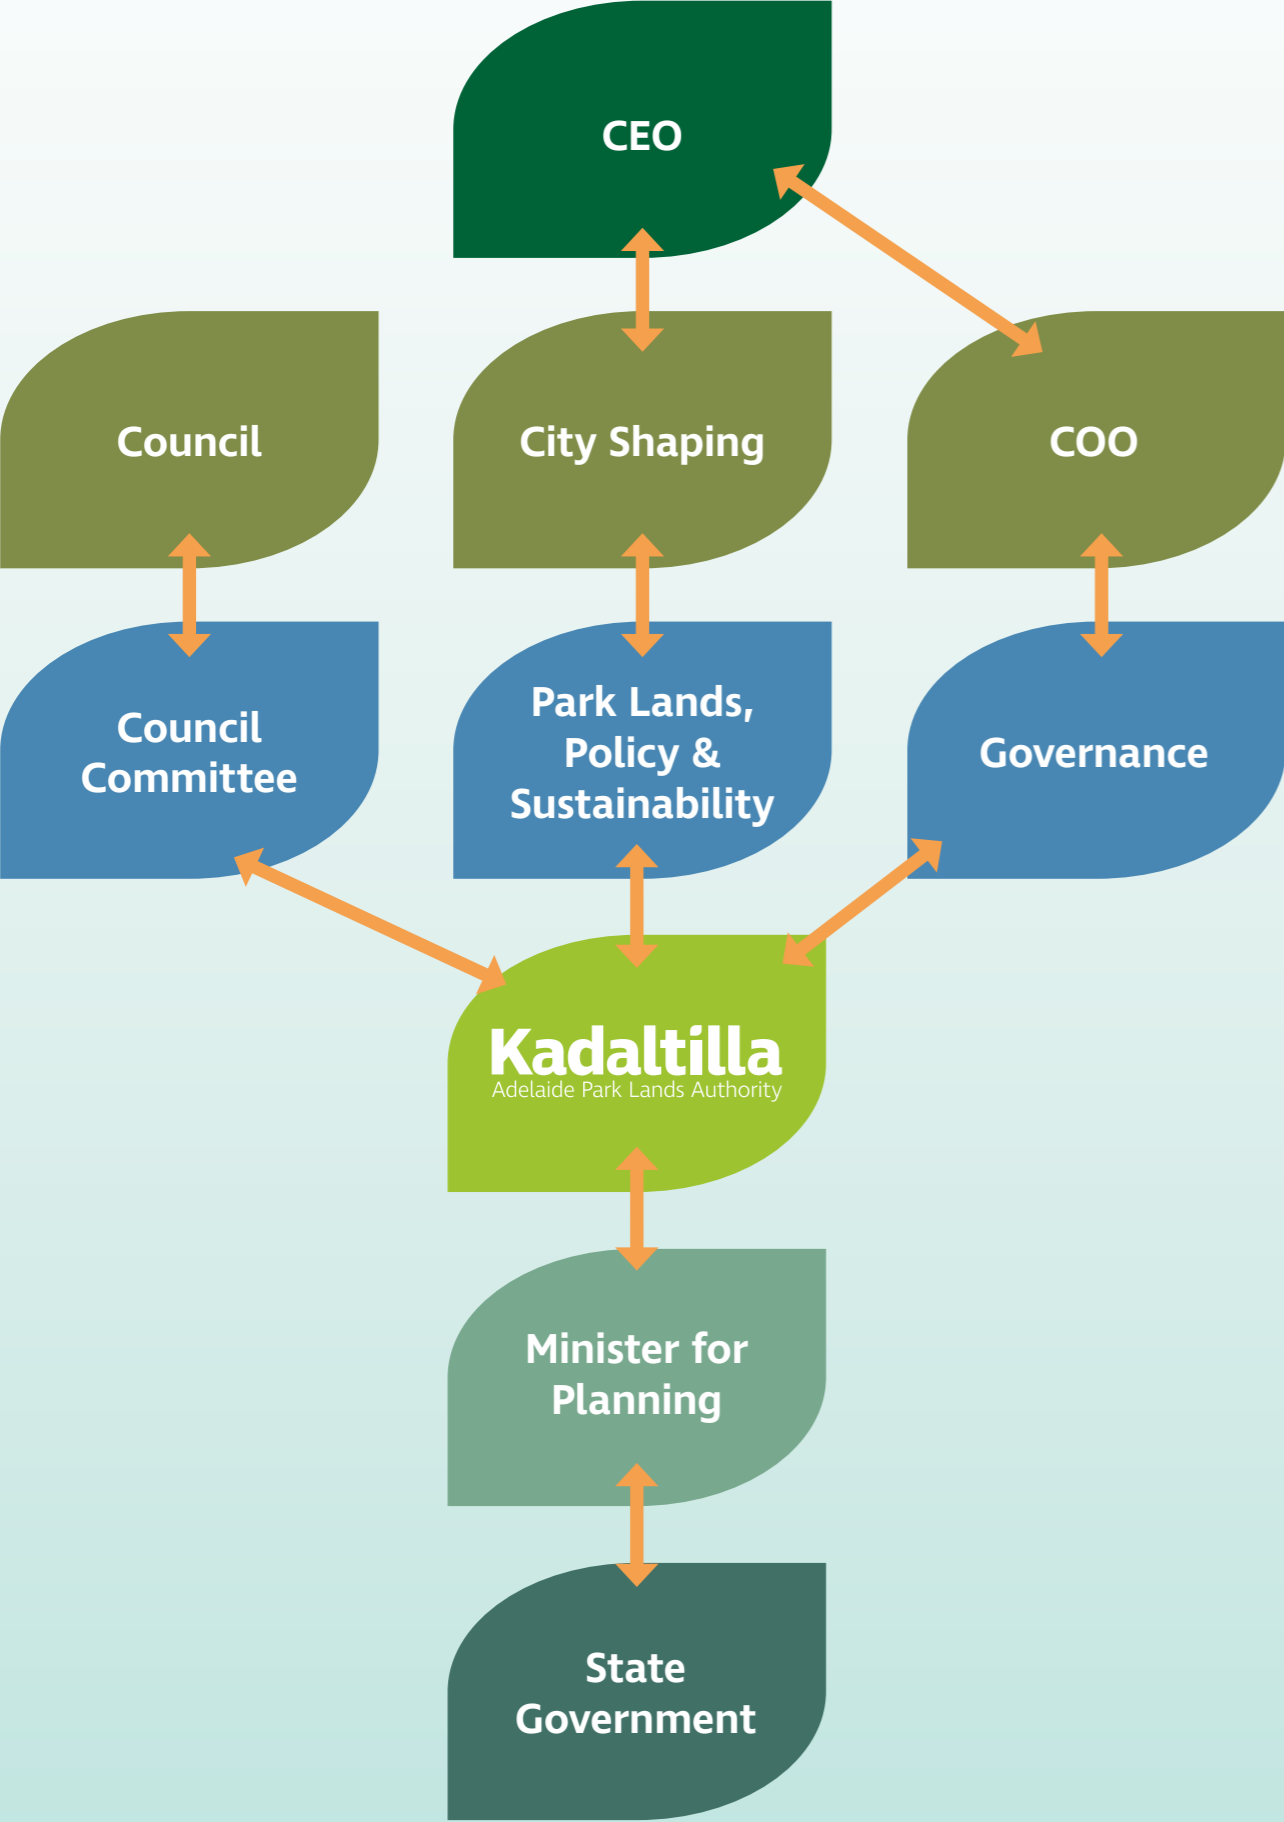 CEO
Council
City Shaping
COO
Council
Committee
Park Lands,
Policy &
Sustainability
Governance
Kadaltilla
Adelaide Park Lands Authority
Minister for
Planning
State
Government